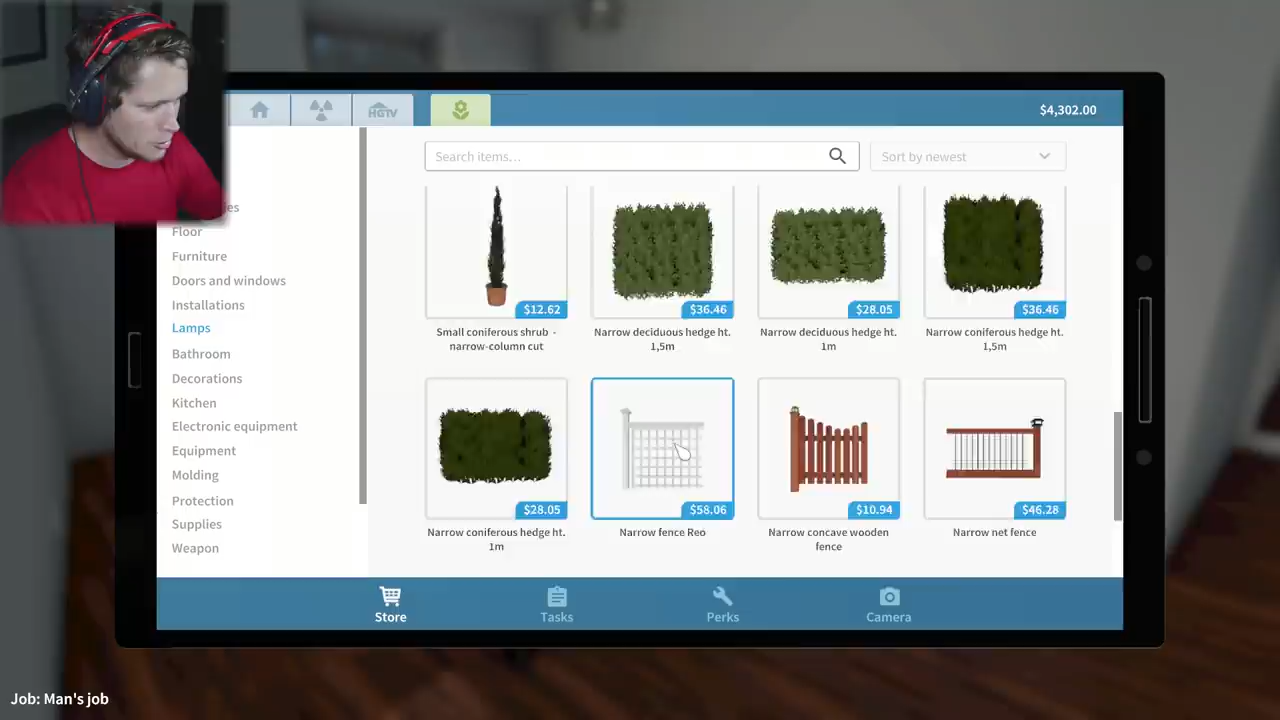 HGTV
$4,302.00
Search items...
Sort by newest
es
Floor
Furniture
Doors and windows
Installations
Lamps
Bathroom
Decorations
Kitchen
Electronic equipment
Equipment
Molding
Protection
Supplies
Weapon
$12.62
$36.46
$28.05
$36.46
Small coniferous shrub -
narrow-column cut
Narrow deciduous hedge ht.
1,5m
Narrow deciduous hedge ht.
1m
Narrow coniferous hedge ht.
1,5m
$28.05
$58.06
$10.94
$46.28
Narrow coniferous hedge ht.
1m
Narrow fence Reo
Narrow concave wooden
fence
Narrow net fence
Store
Tasks
Perks
Camera
Job: Man's job